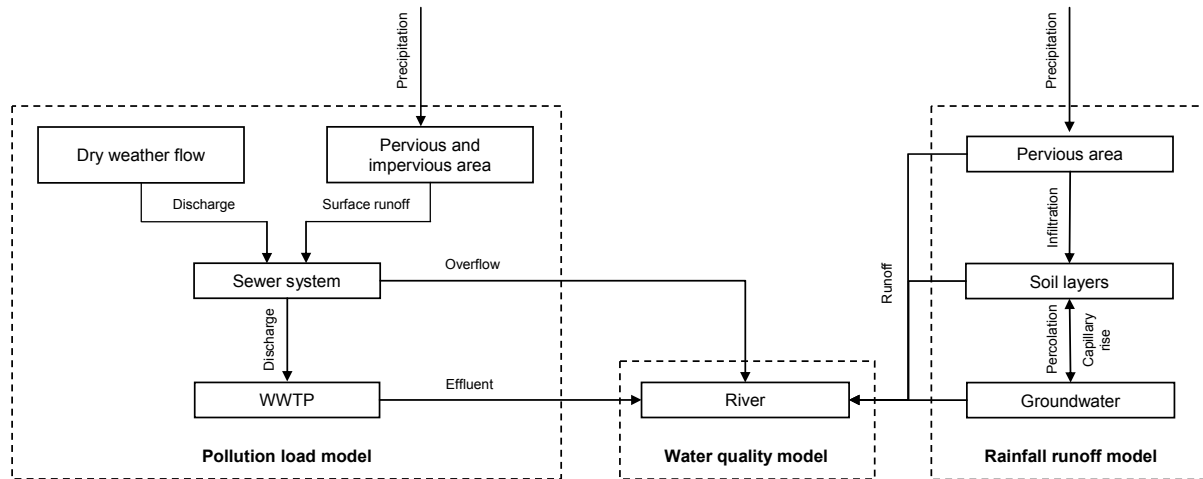 Precipitation
Precipitation
Dry weather flow
Pervious and
impervious area
Pervious area
Discharge
Surface runoff
Infiltration
Overflow
Sewer system
Runoff
Soil layers
Discharge
Percolation
Capillary
rise
Effluent
WWTP
River
Groundwater
Pollution load model
Water quality model
Rainfall runoff model